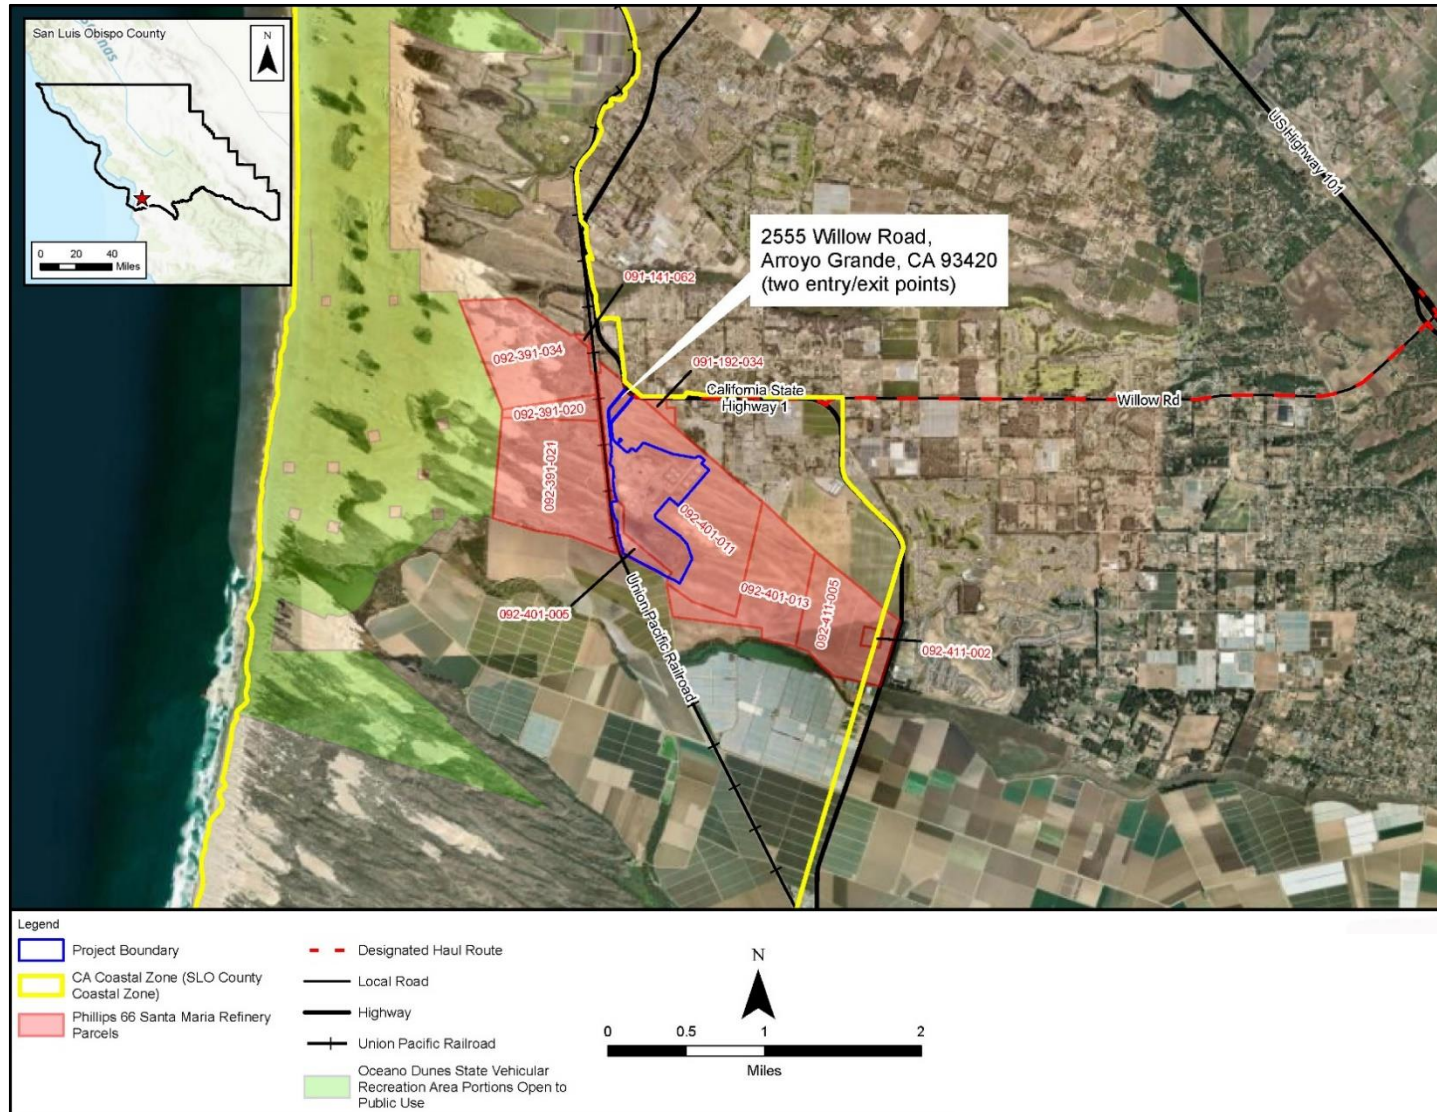 San Luis Obispo County
N
0 20 40
Miles
US Highway 101
2555 Willow Road,
Arroyo Grande, CA 93420
(two entry/exit points)
091-141-062
092-391-034
091-192-034
California State
Highway 1
Willow Rd
092-391-020
092-391-021
092-401-011
092-401-013
092-411-005
092-401-005
Union Pacific Railroad
092-411-002
Legend
Project Boundary
CA Coastal Zone (SLO County
Coastal Zone)
Phillips 66 Santa Maria Refinery
Parcels
Designated Haul Route
Local Road
Highway
Union Pacific Railroad
Oceano Dunes State Vehicular
Recreation Area Portions Open to
Public Use
N
0 0.5 1 2
Miles